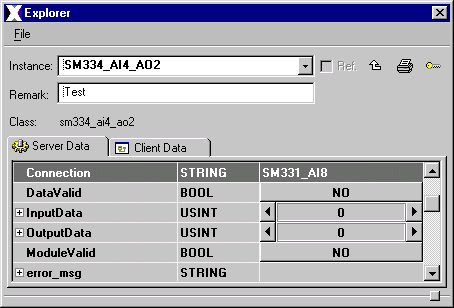 Explorer
File
Instance: SM334_AI4_AO2 Ref.
Remark: Test
Class: sm334_ai4_ao2
Server Data Client Data
Connection STRING SM331_AI8
DataValid BOOL NO
InputData USINT 0
OutputData USINT 0
ModuleValid BOOL NO
error_msg STRING